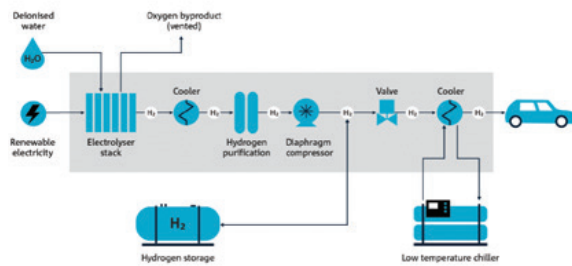 Deionised
water
Oxygen byproduct
(vented)
H₂O
Cooler
Valve
Cooler
H₂
H₂
H₂
H₂
H₂
H₂
Renewable
electricity
Electrolyser
stack
Hydrogen
purification
Diaphragm
compressor
H₂
Hydrogen storage
Low temperature chiller